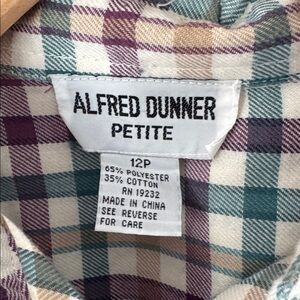 ALFRED DUNNER
PETITE
12P
65% POLYESTER
35% COTTON
RN 19232
MADE IN CHINA
SEE REVERSE
FOR CARE